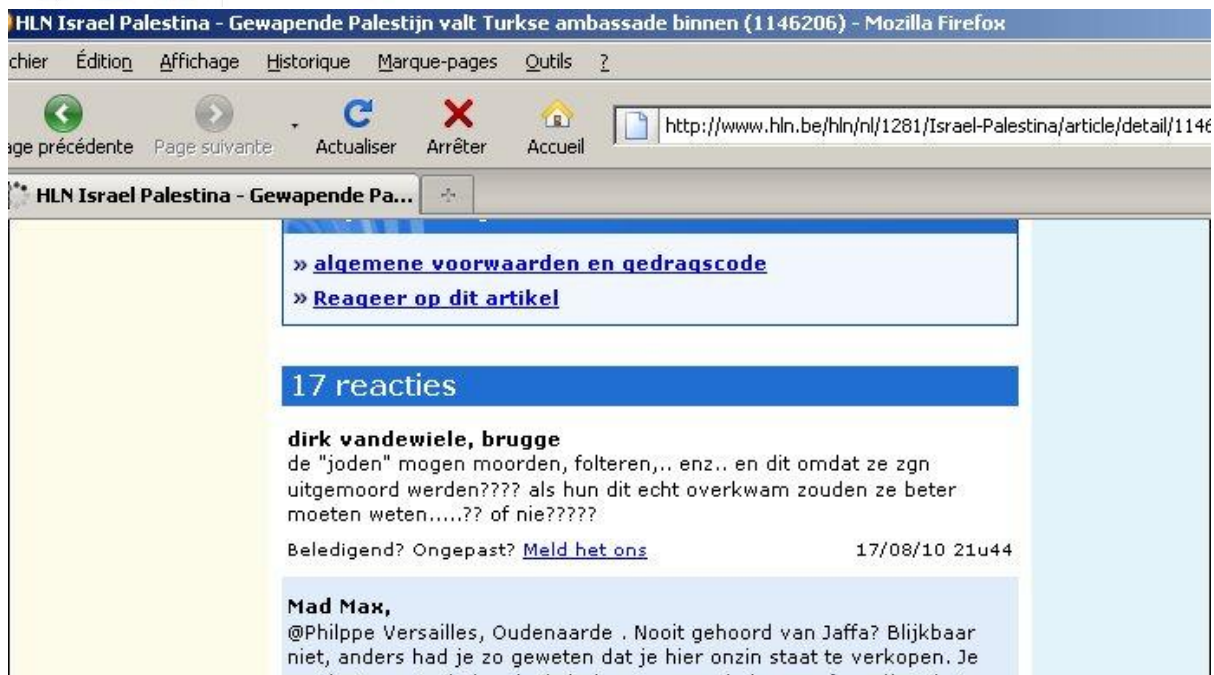 HLN Israel Palestina - Gewapende Palestijn valt Turkse ambassade binnen (1146206) - Mozilla Firefox
chier Édition Affichage Historique Marque-pages Outils ?
age précédente Page suivante Actualiser Arrêter Accueil http://www.hln.be/hln/nl/1281/Israel-Palestina/article/detail/1146
HLN Israel Palestina - Gewapende Pa...
» algemene voorwaarden en gedragscode
» Reageer op dit artikel
17 reacties
dirk vandewiele, brugge
de "joden" mogen moorden, folteren,.. enz.. en dit omdat ze zgn
uitgemoord werden???? als hun dit echt overkwam zouden ze beter
moeten weten.....?? of nie?????
Beledigend? Ongepast? Meld het ons 17/08/10 21u44
Mad Max,
@Philppe Versailles, Oudenaarde . Nooit gehoord van Jaffa? Blijkbaar
niet, anders had je zo geweten dat je hier onzin staat te verkopen. Je